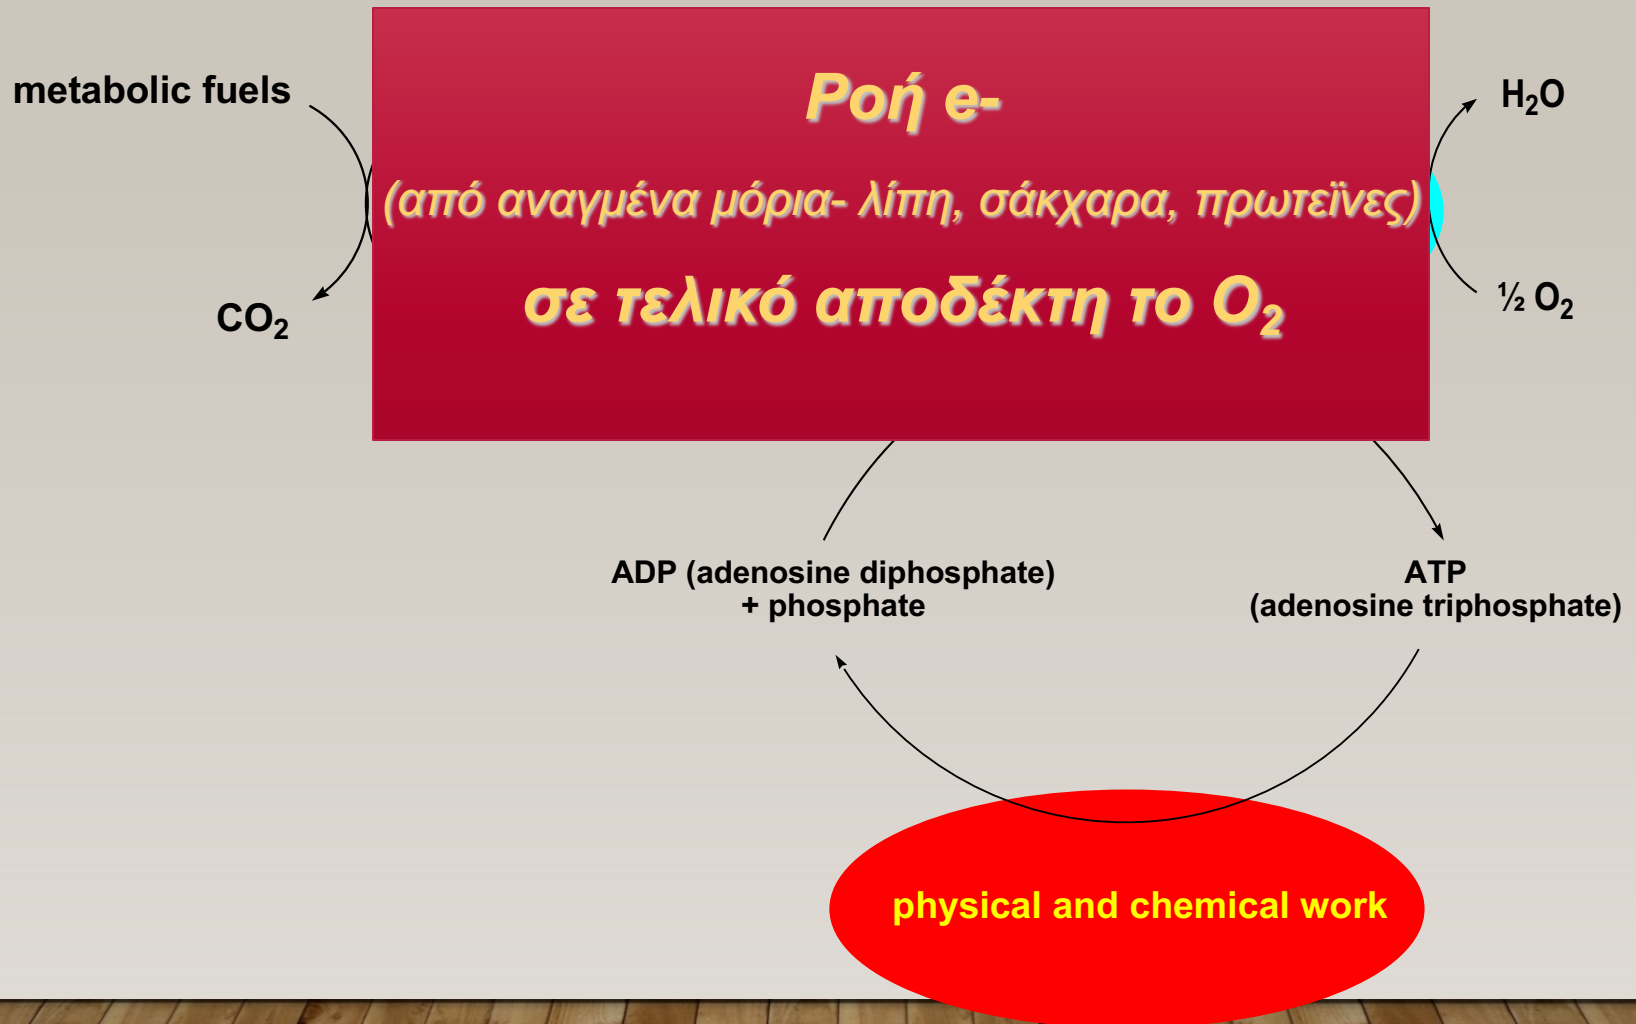 metabolic fuels
CO₂
Ροή e-
(από αναγμένα μόρια- λίπη, σάκχαρα, πρωτεϊνες)
σε τελικό αποδέκτη το Ο₂
H₂O
½ O₂
ADP (adenosine diphosphate)
+ phosphate
ATP
(adenosine triphosphate)
physical and chemical work